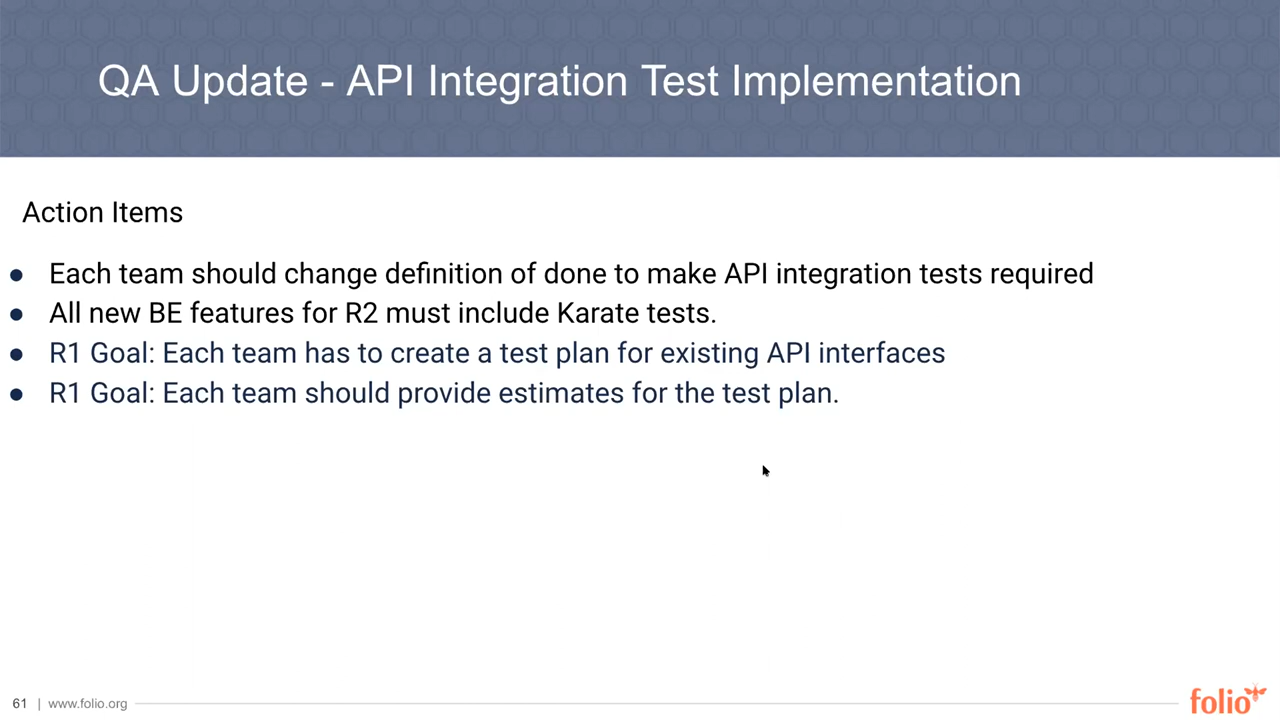 QA Update - API Integration Test Implementation
Action Items
● Each team should change definition of done to make API integration tests required
● All new BE features for R2 must include Karate tests.
● R1 Goal: Each team has to create a test plan for existing API interfaces
● R1 Goal: Each team should provide estimates for the test plan.
61 | www.folio.org
folio